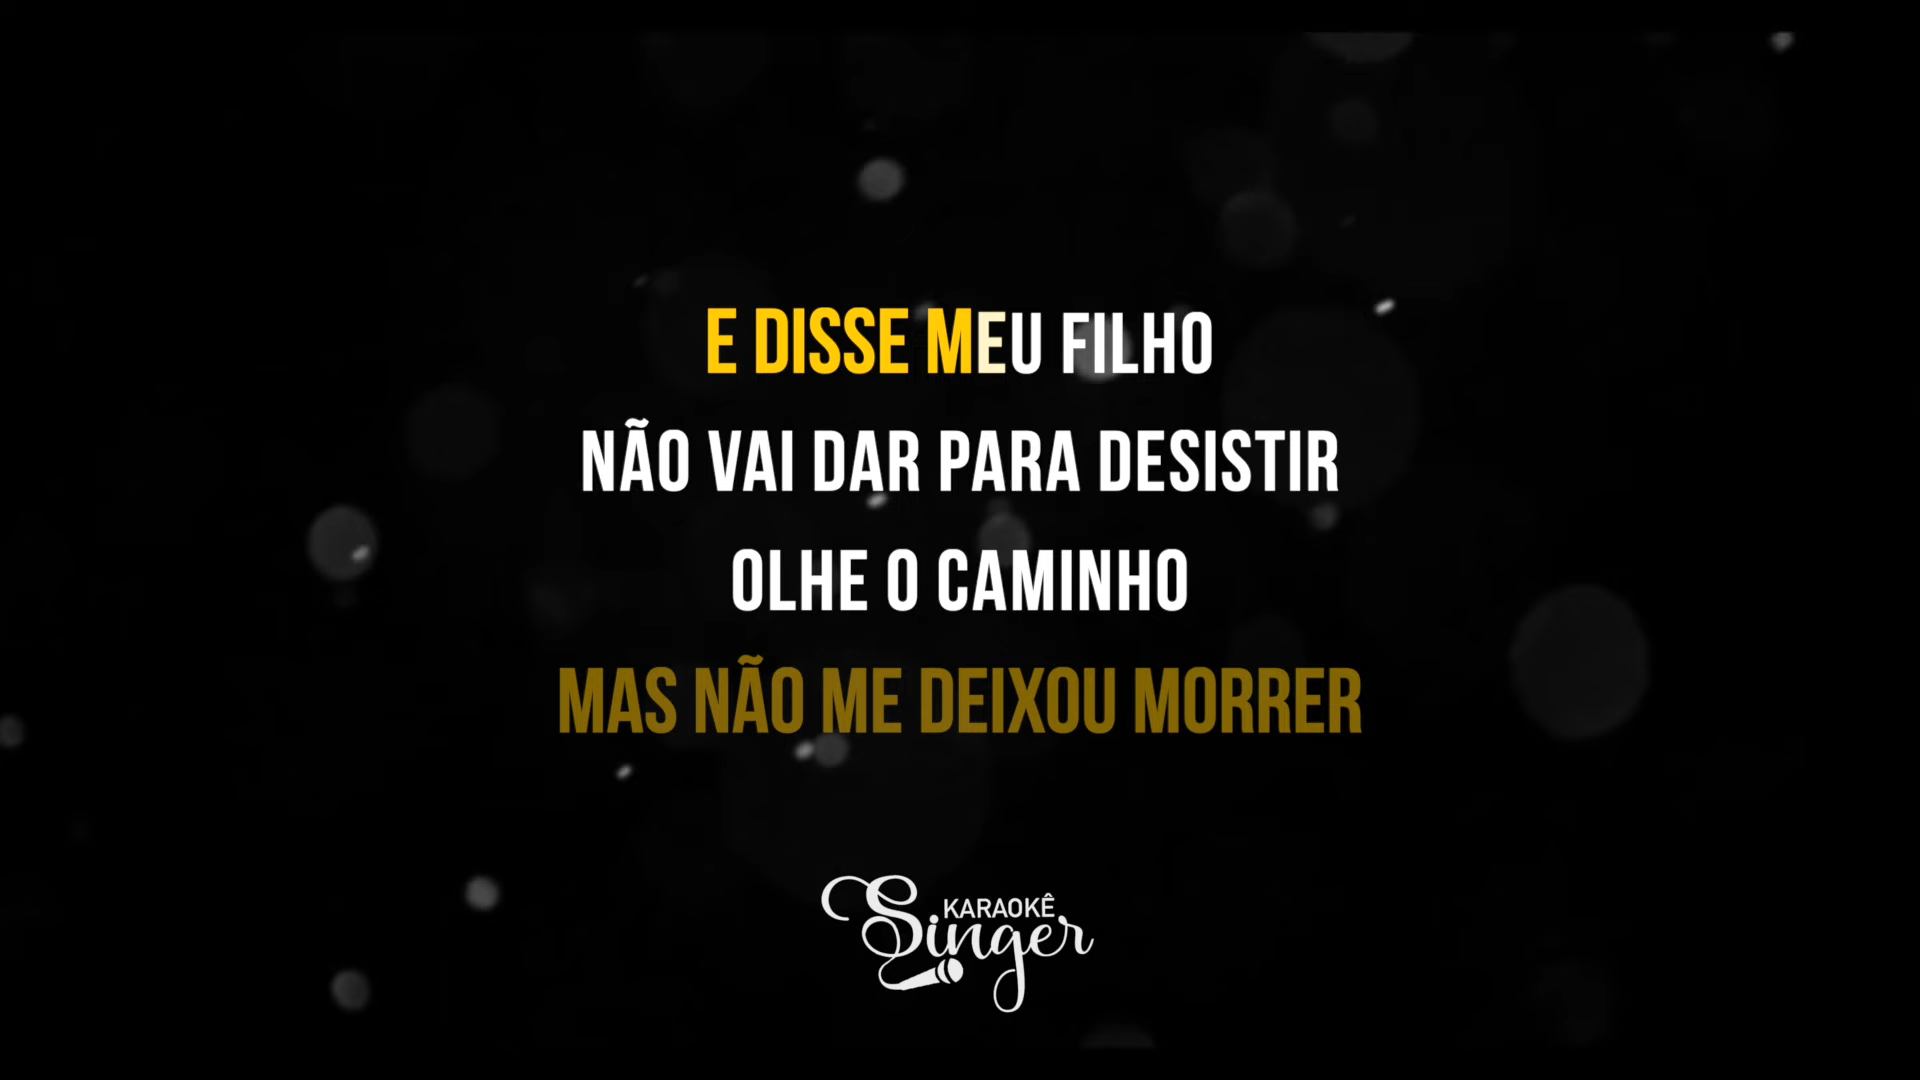 E DISSE MEU FILHO
NÃO VAI DAR PARA DESISTIR
OLHE O CAMINHO
MAS NÃO ME DEIXOU MORRER
KARAOKÊ
Singer